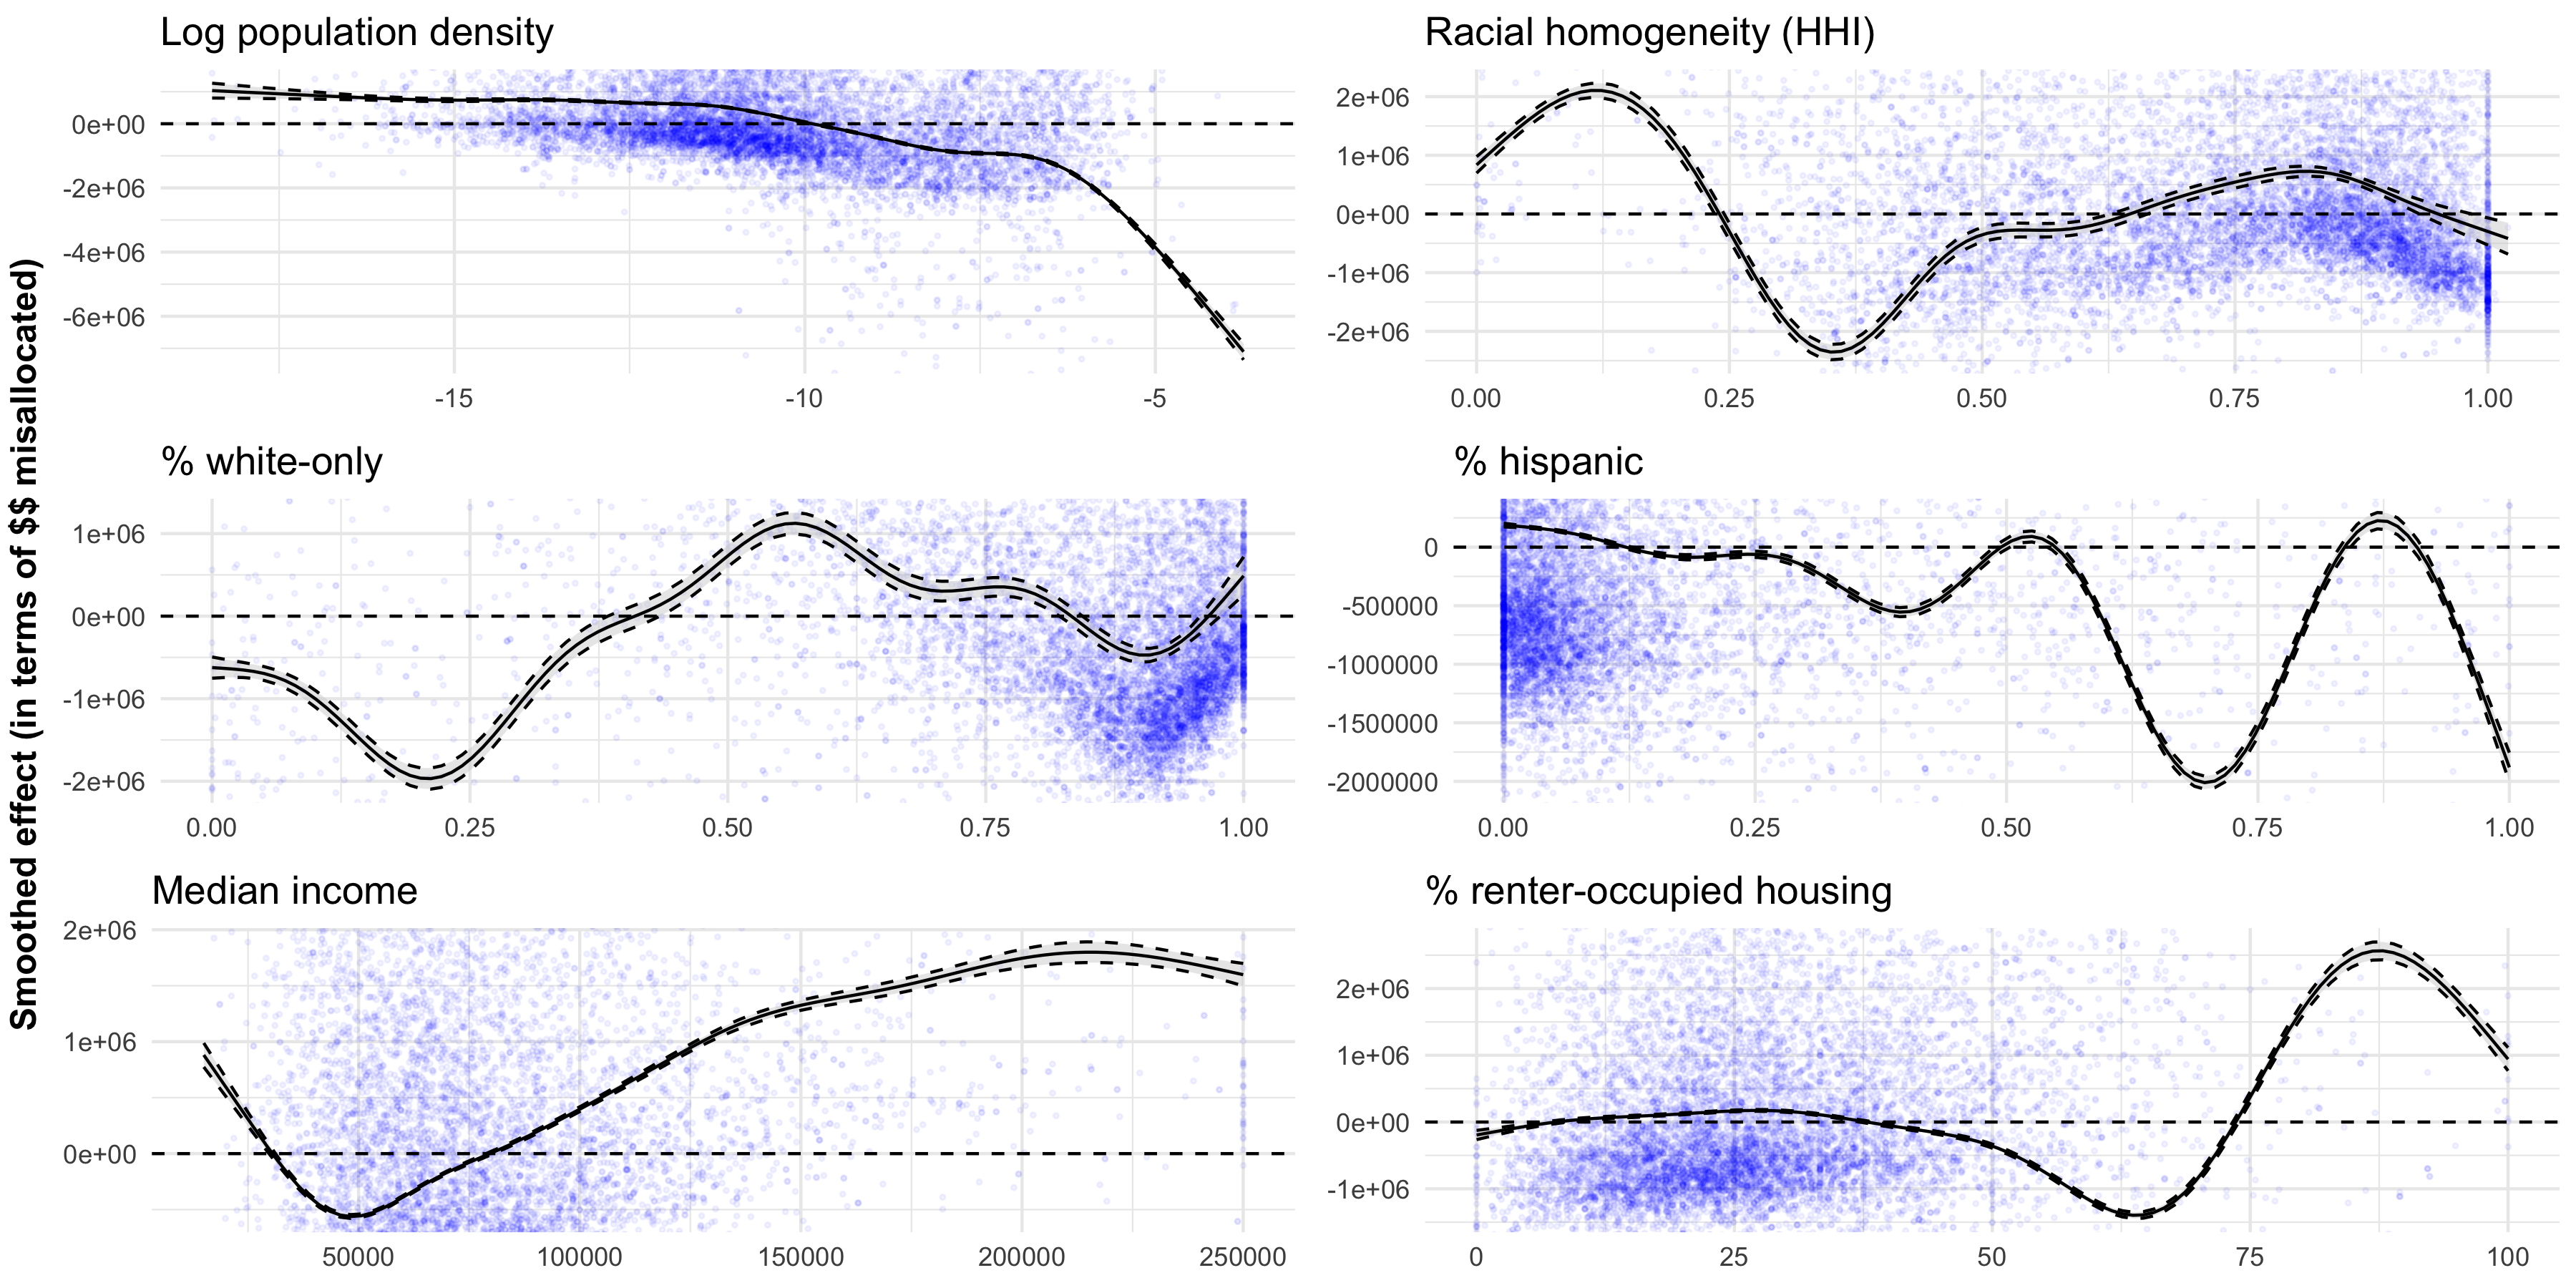 Smoothed effect (in terms of $$ misallocated)
Log population density
0e+00
-2e+06
-4e+06
-6e+06
-15 -10 -5
Racial homogeneity (HHI)
2e+06
1e+06
0e+00
-1e+06
-2e+06
0.00 0.25 0.50 0.75 1.00
% white-only
1e+06
0e+00
-1e+06
-2e+06
0.00 0.25 0.50 0.75 1.00
% hispanic
0
-500000
-1000000
-1500000
-2000000
0.00 0.25 0.50 0.75 1.00
Median income
2e+06
1e+06
0e+00
50000 100000 150000 200000 250000
% renter-occupied housing
2e+06
1e+06
0e+00
-1e+06
0 25 50 75 100